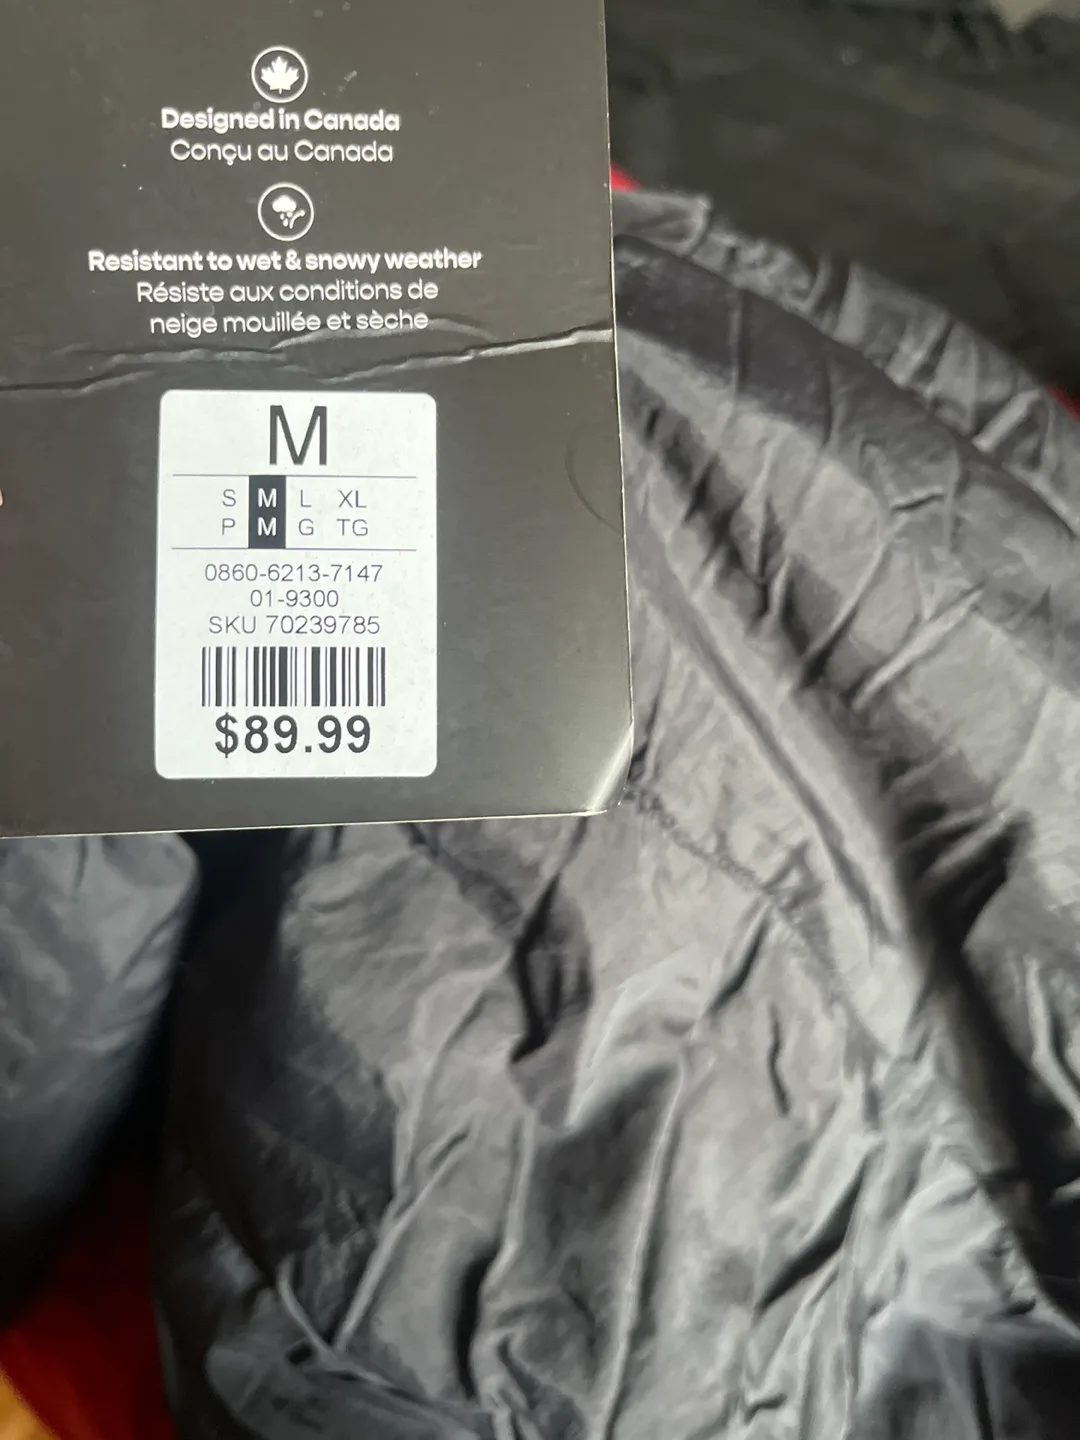 Designed in Canada
Conçu au Canada
Resistant to wet & snowy weather
Résiste aux conditions de
neige mouillée et sèche
M
S M L XL
P M G TG
0860-6213-7147
01-9300
SKU 70239785
$89.99